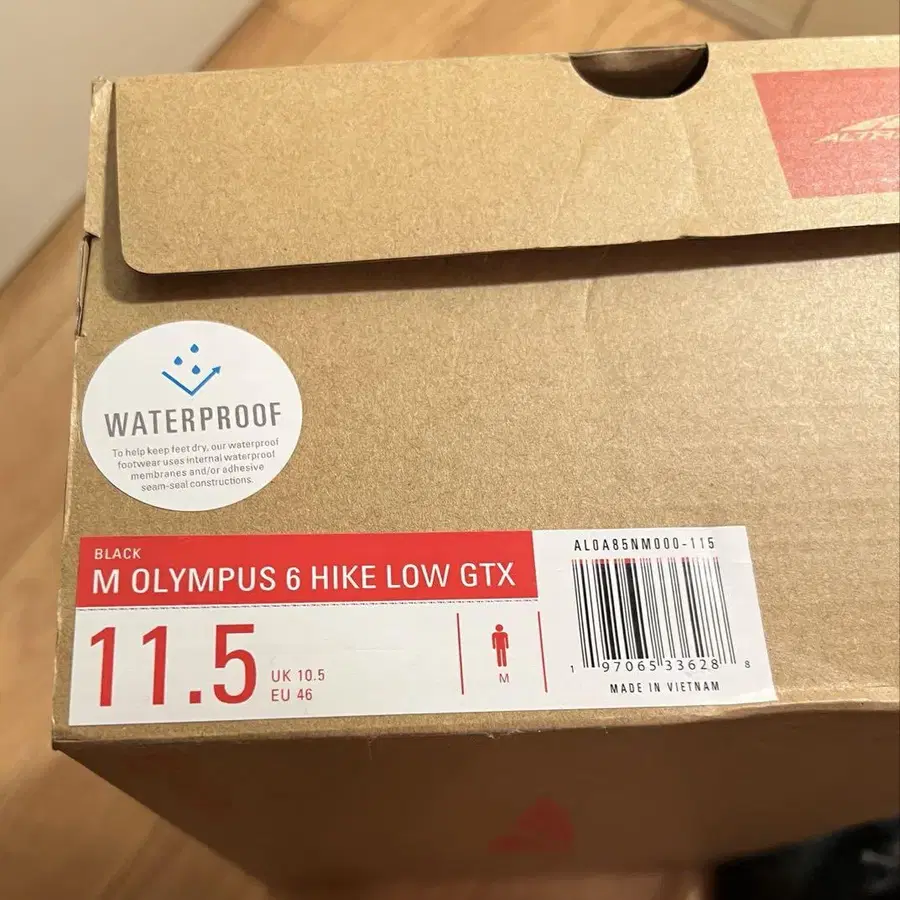 WATERPROOF
To help keep feet dry, our waterproof
footwear uses internal waterproof
membranes and/or adhesive
seam-seal constructions.
BLACK
M OLYMPUS 6 HIKE LOW GTX
11.5
UK 10.5
EU 46
M
AL0A85NM000-115
1 97065 33628 8
MADE IN VIETNAM